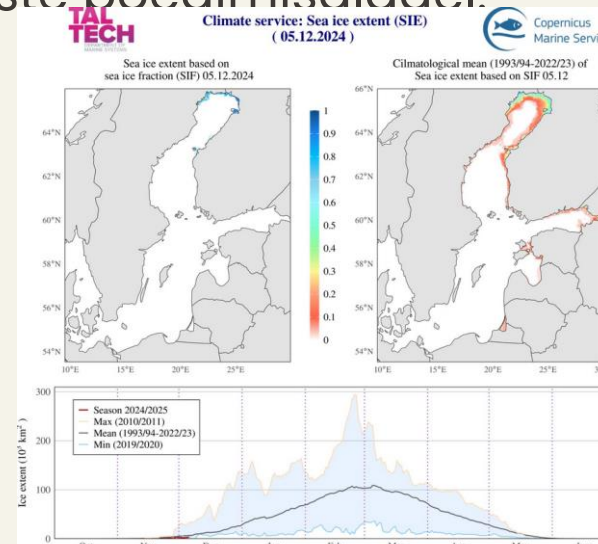 TAL
TECH
DEPARTMENT OF
MARINE SYSTEMS
Climate service: Sea ice extent (SIE)
( 05.12.2024 )
Copernicus
Marine Servi
Sea ice extent based on
sea ice fraction (SIF) 05.12.2024
Cilmatological mean (1993/94-2022/23) of
Sea ice extent based on SIF 05.12
66°N
64°N
64°N
62°N
62°N
60°N
60°N
58°N
58°N
56°N
56°N
54°N
54°N
10°E
15°E
20°E
25°E
10°E
15°E
20°E
25°E
1
0.9
0.8
0.7
0.6
0.5
0.4
0.3
0.2
0.1
0
Ice extent (10³ km²)
300
200
100
0
Season 2024/2025
Max (2010/2011)
Mean (1993/94-2022/23)
Min (2019/2020)